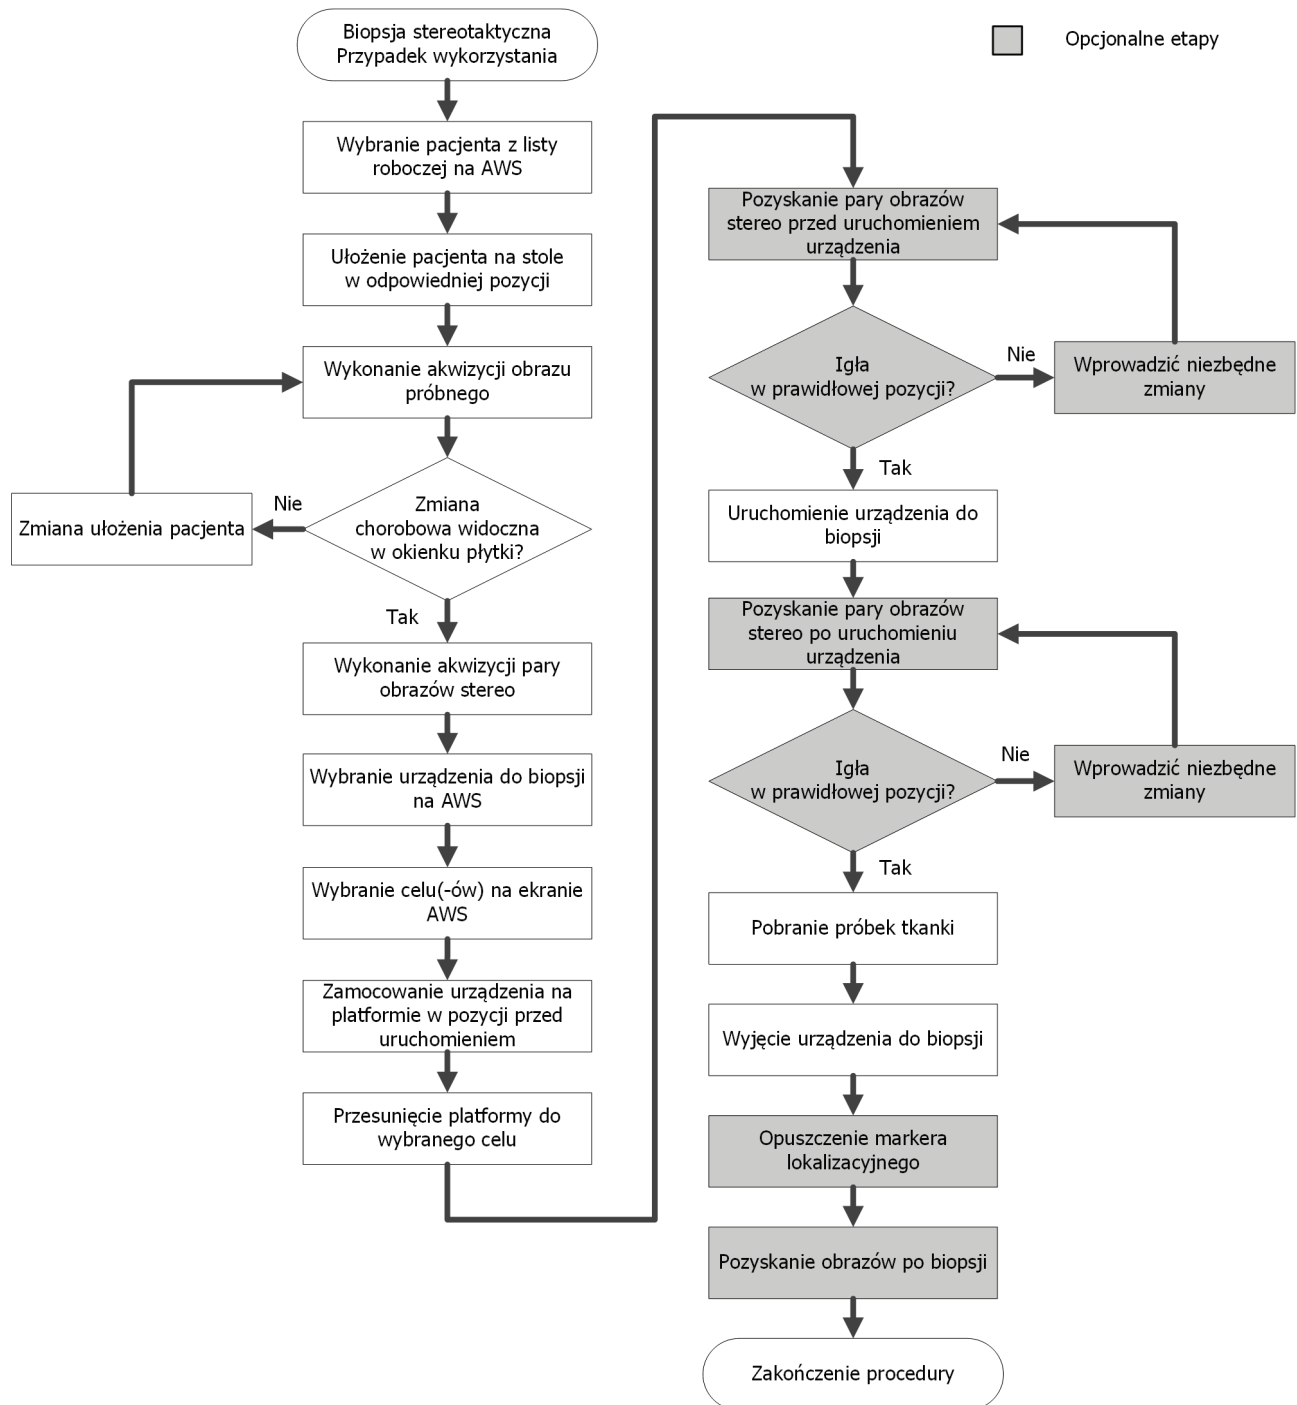 Biopsja stereotaktyczna
Przypadek wykorzystania
Wybranie pacjenta z listy
roboczej na AWS
Ułożenie pacjenta na stole
w odpowiedniej pozycji
Wykonanie akwizycji obrazu
próbnego
Zmiana
chorobowa widoczna
w okienku płytki?
Nie
Zmiana ułożenia pacjenta
Tak
Wykonanie akwizycji pary
obrazów stereo
Wybranie urządzenia do biopsji
na AWS
Wybranie celu(-ów) na ekranie
AWS
Zamocowanie urządzenia na
platformie w pozycji przed
uruchomieniem
Przesunięcie platformy do
wybranego celu
Opcjonalne etapy
Pozyskanie pary obrazów
stereo przed uruchomieniem
urządzenia
Igła
w prawidłowej pozycji?
Nie
Wprowadzić niezbędne
zmiany
Tak
Uruchomienie urządzenia do
biopsji
Pozyskanie pary obrazów
stereo po uruchomieniu
urządzenia
Igła
w prawidłowej pozycji?
Nie
Wprowadzić niezbędne
zmiany
Tak
Pobranie próbek tkanki
Wyjęcie urządzenia do biopsji
Opuszczenie markera
lokalizacyjnego
Pozyskanie obrazów po biopsji
Zakończenie procedury